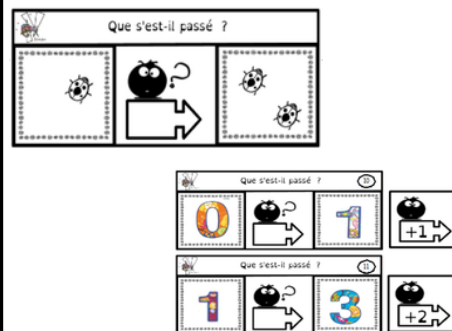 Que s'est-il passé ?
Que s'est-il passé ? 10
0 ? 1 +1
Que s'est-il passé ? 11
1 ? 3 +2